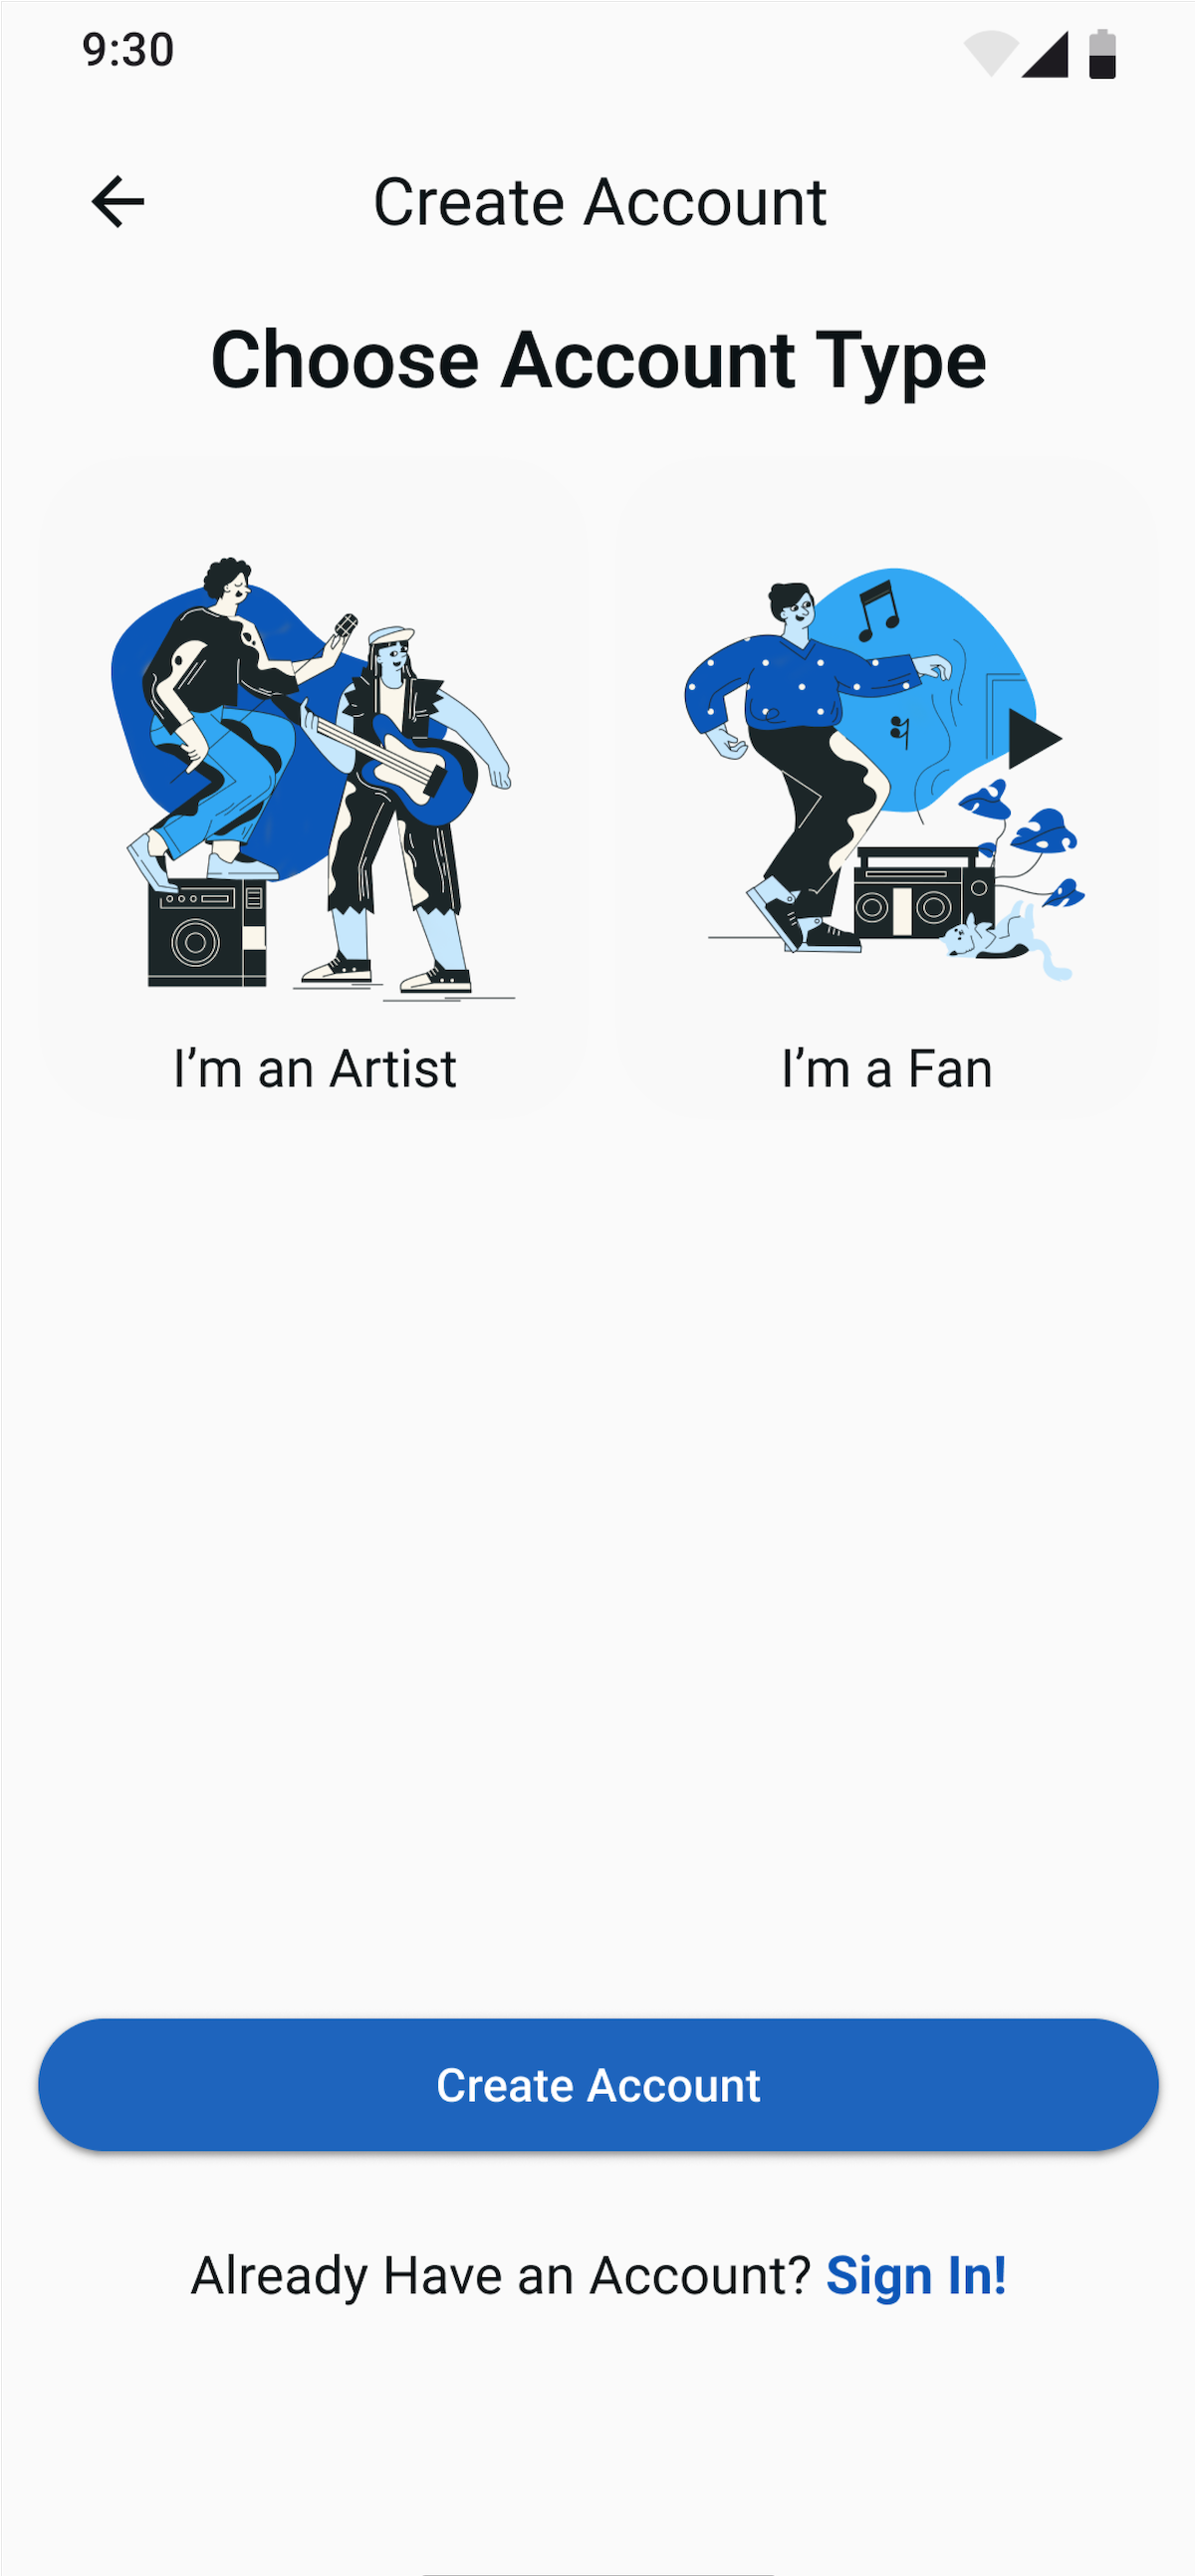 9:30
Create Account
Choose Account Type
I’m an Artist
I’m a Fan
Create Account
Already Have an Account? Sign In!